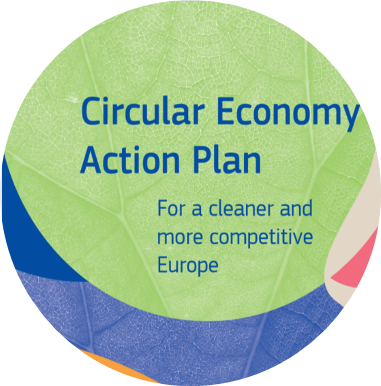 Circular Economy
Action Plan
For a cleaner and
more competitive
Europe